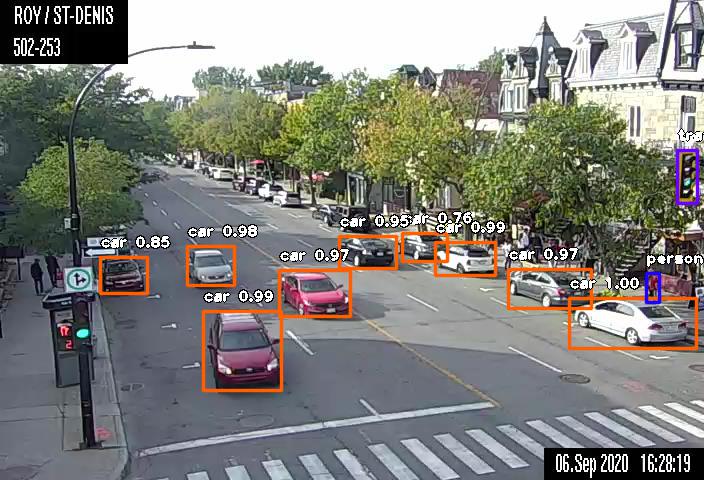 ROY / ST-DENIS
502-253
tra
car 0.95
car 0.76
car 0.99
car 0.85
car 0.98
car 0.97
car 0.97
person
car 1.00
car 0.99
2
06.Sep 2020 16:28:19